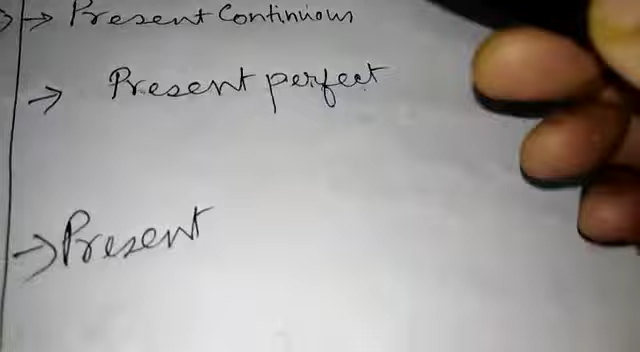 → Present Continuous
→ Present perfect
→ Present